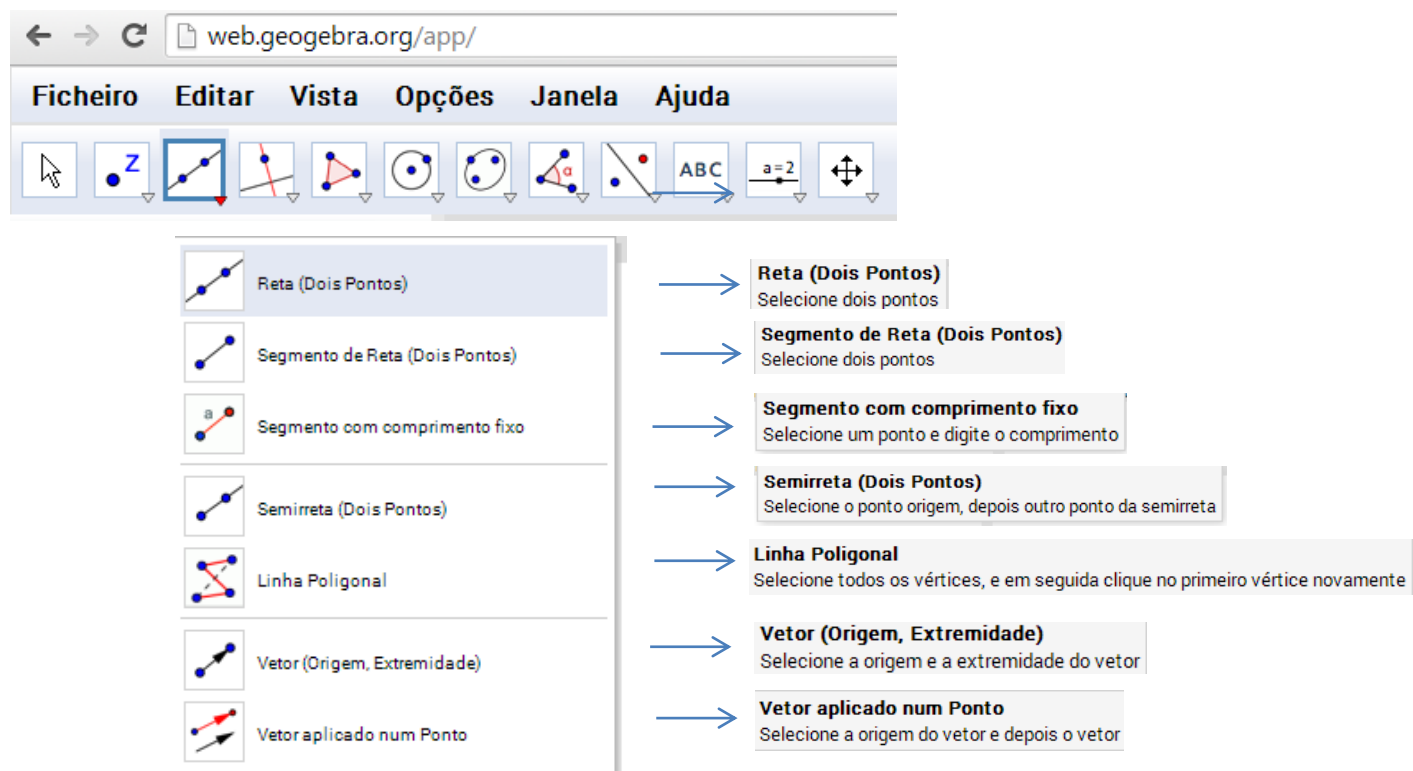 web.geogebra.org/app/
Ficheiro Editar Vista Opções Janela Ajuda
Z α ABC a=2
Reta (Dois Pontos)
Reta (Dois Pontos)
Selecione dois pontos
Segmento de Reta (Dois Pontos)
Segmento de Reta (Dois Pontos)
Selecione dois pontos
a
Segmento com comprimento fixo
Segmento com comprimento fixo
Selecione um ponto e digite o comprimento
Semirreta (Dois Pontos)
Semirreta (Dois Pontos)
Selecione o ponto origem, depois outro ponto da semirreta
Linha Poligonal
Linha Poligonal
Selecione todos os vértices, e em seguida clique no primeiro vértice novamente
Vetor (Origem, Extremidade)
Vetor (Origem, Extremidade)
Selecione a origem e a extremidade do vetor
Vetor aplicado num Ponto
Vetor aplicado num Ponto
Selecione a origem do vetor e depois o vetor